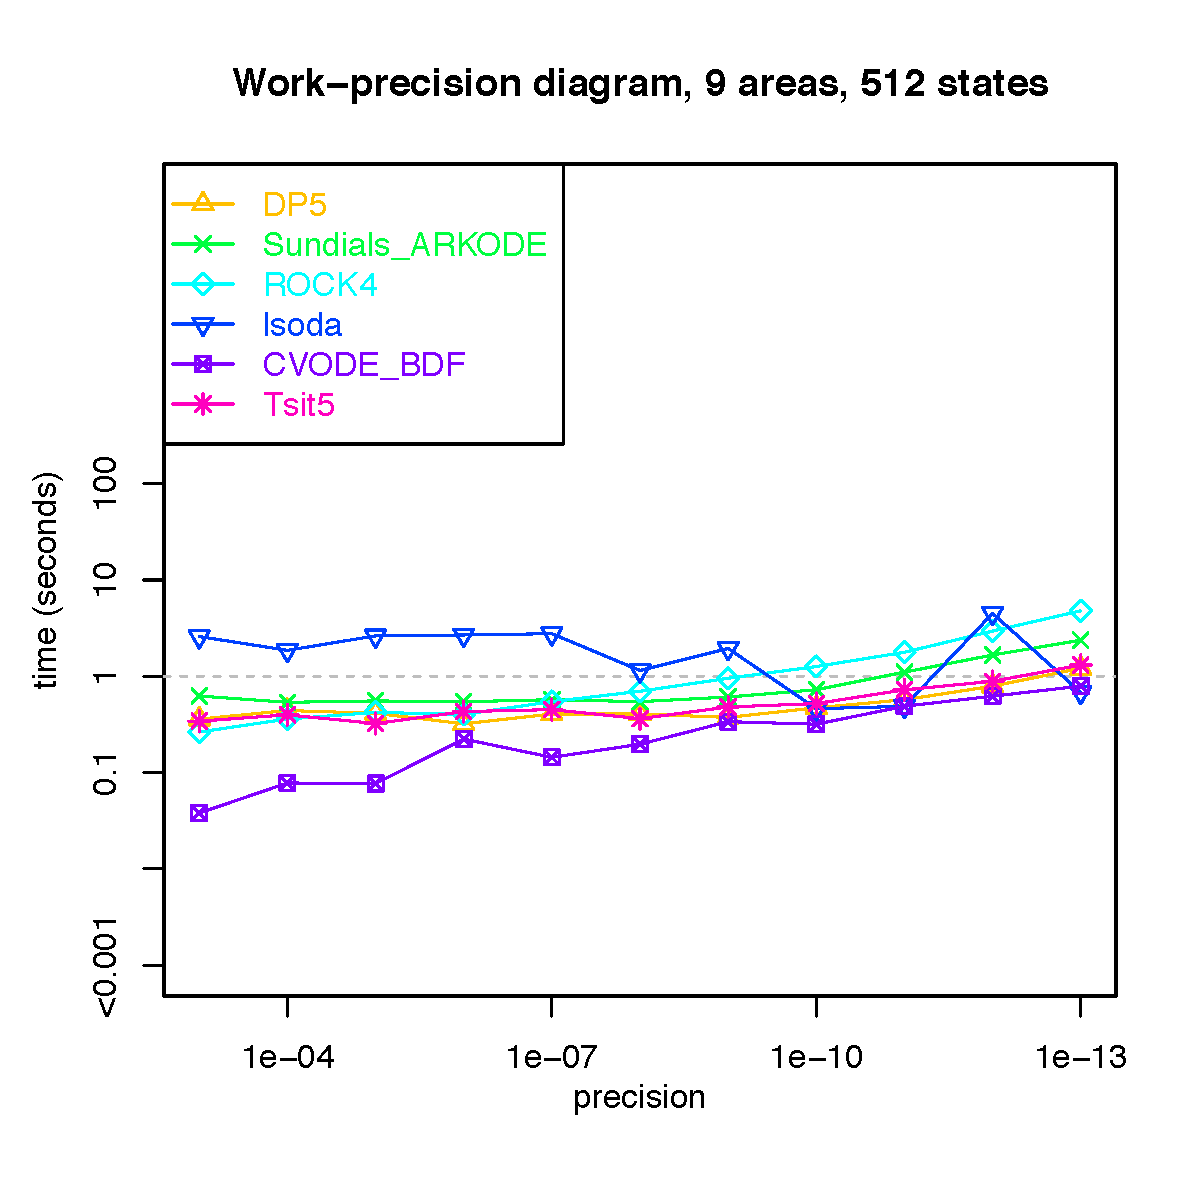 Work−precision diagram, 9 areas, 512 states
DP5
Sundials_ARKODE
ROCK4
lsoda
CVODE_BDF
Tsit5
time (seconds)
100
10
1
0.1
<0.001
1e−04
1e−07
1e−10
1e−13
precision